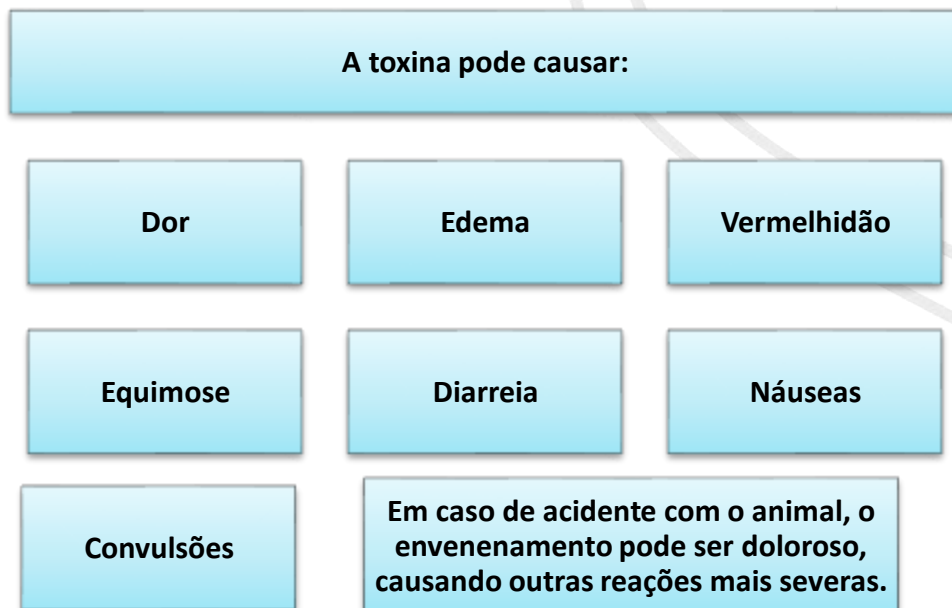 A toxina pode causar:
Dor
Edema
Vermelhidão
Equimose
Diarreia
Náuseas
Convulsões
Em caso de acidente com o animal, o
envenenamento pode ser doloroso,
causando outras reações mais severas.